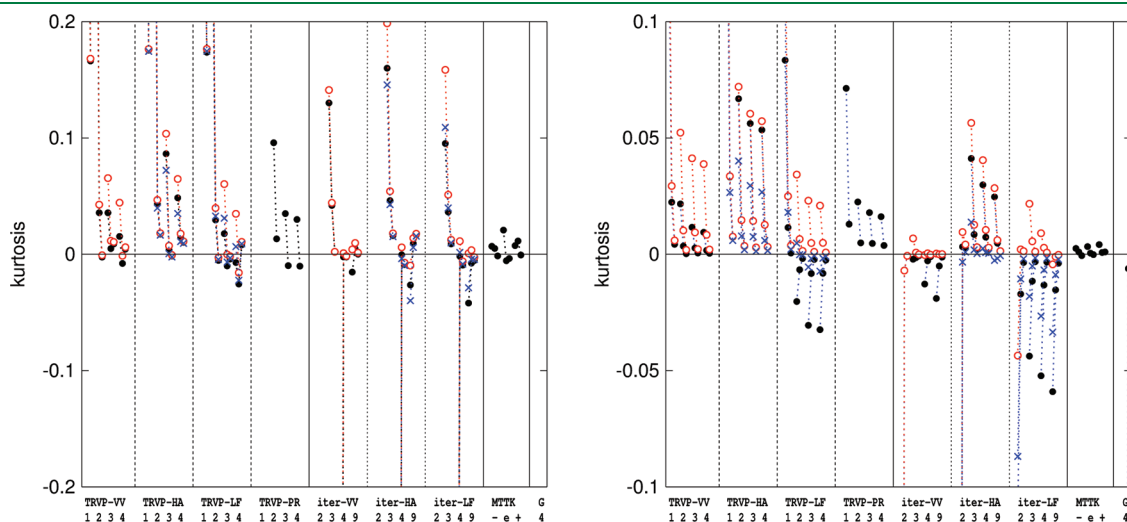 0.2
0.1
0
-0.1
-0.2
kurtosis
TRVP-VV TRVP-HA TRVP-LF TRVP-PR iter-VV iter-HA iter-LF MTTK G
1 2 3 4 1 2 3 4 1 2 3 4 1 2 3 4 2 3 4 9 2 3 4 9 2 3 4 9 - e + 4
0.1
0.05
0
-0.05
-0.1
kurtosis
TRVP-VV TRVP-HA TRVP-LF TRVP-PR iter-VV iter-HA iter-LF MTTK G
1 2 3 4 1 2 3 4 1 2 3 4 1 2 3 4 2 3 4 9 2 3 4 9 2 3 4 9 - e + 4